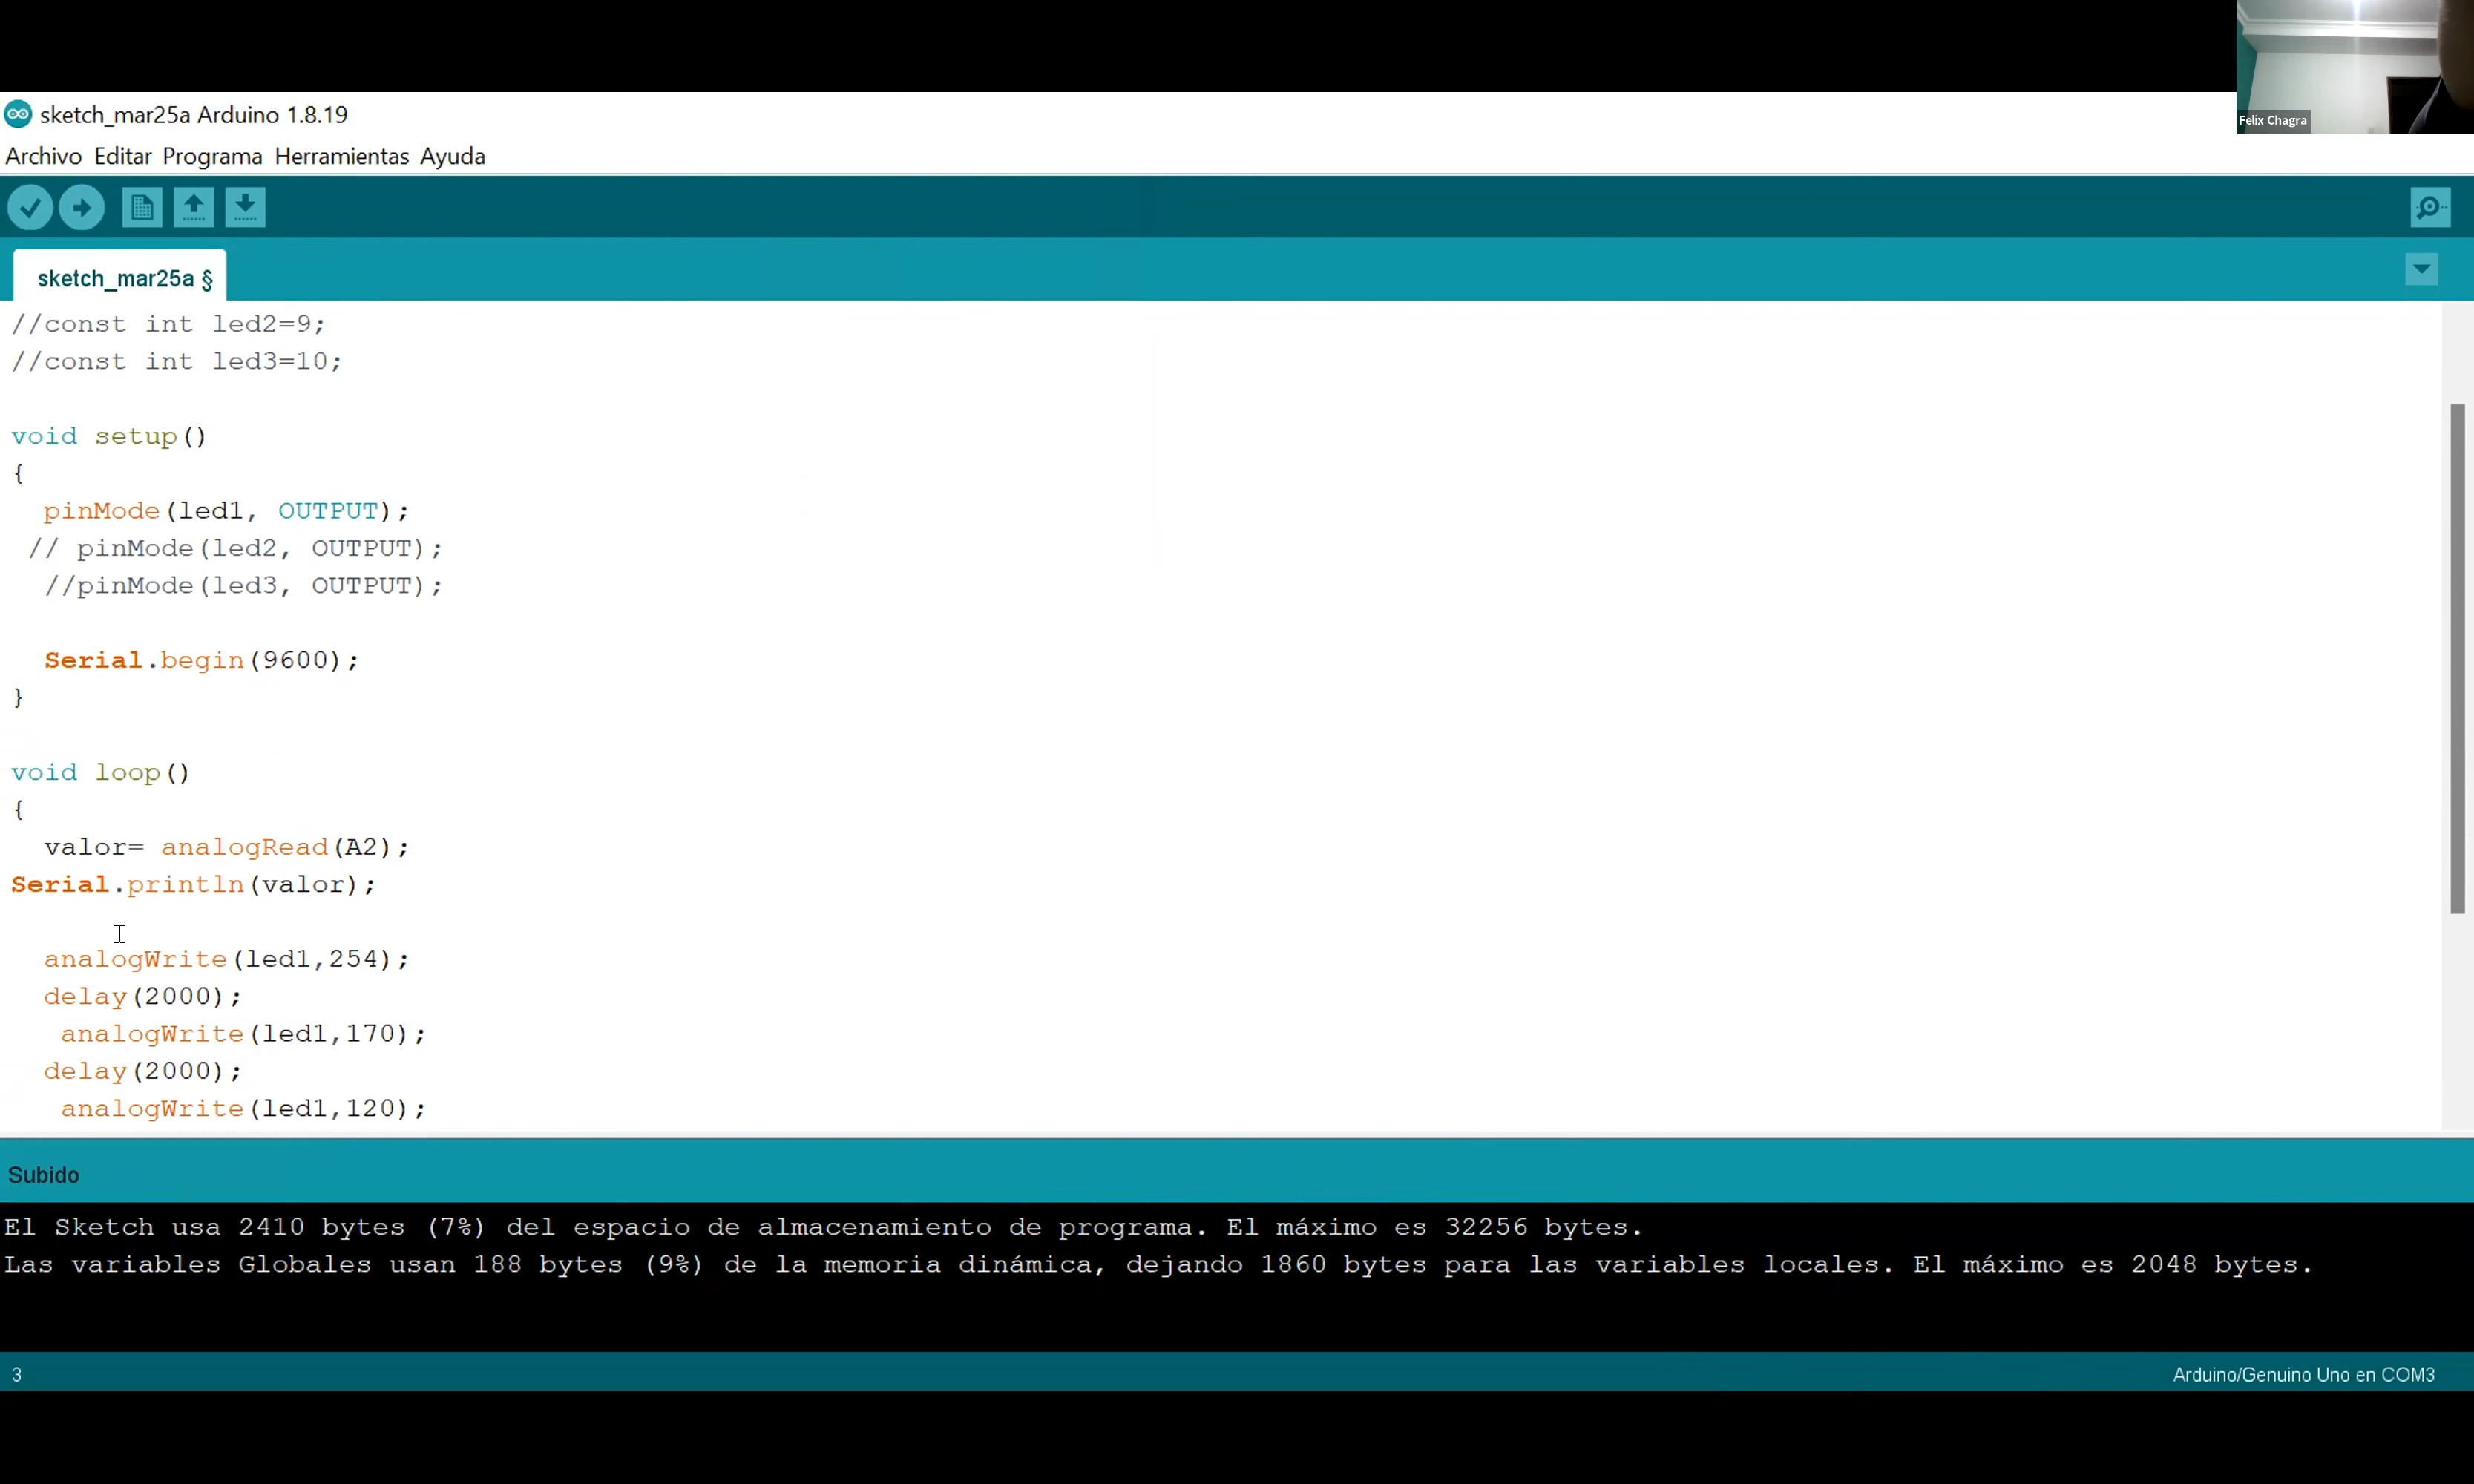 Felix Chagra
sketch_mar25a Arduino 1.8.19
Archivo Editar Programa Herramientas Ayuda
sketch_mar25a §
//const int led2=9;
//const int led3=10;
void setup()
{
pinMode(led1, OUTPUT);
// pinMode(led2, OUTPUT);
//pinMode(led3, OUTPUT);
Serial.begin(9600);
}
void loop()
{
valor= analogRead(A2);
Serial.println(valor);
analogWrite(led1,254);
delay(2000);
analogWrite(led1,170);
delay(2000);
analogWrite(led1,120);
Subido
El Sketch usa 2410 bytes (7%) del espacio de almacenamiento de programa. El máximo es 32256 bytes.
Las variables Globales usan 188 bytes (9%) de la memoria dinámica, dejando 1860 bytes para las variables locales. El máximo es 2048 bytes.
3
Arduino/Genuino Uno en COM3